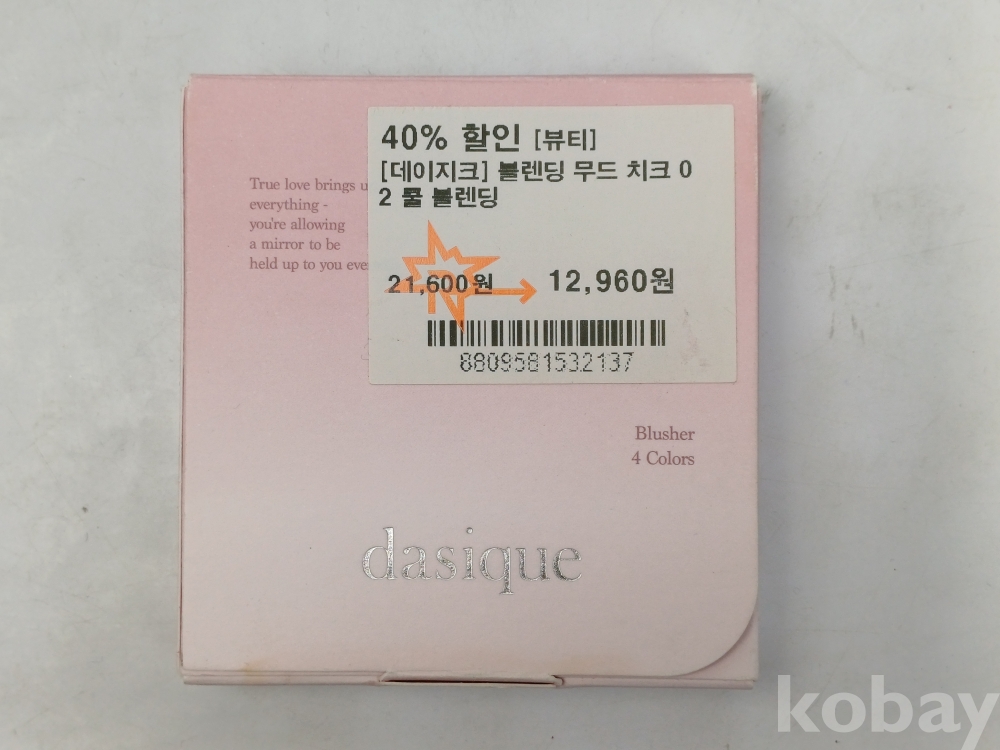 40% 할인 [뷰티]
[데이지크] 블렌딩 무드 치크 0
2 쿨 블렌딩
21,600원 12,960원
8809581532137
True love brings u
everything -
you're allowing
a mirror to be
held up to you eve
Blusher
4 Colors
dasique
kobay